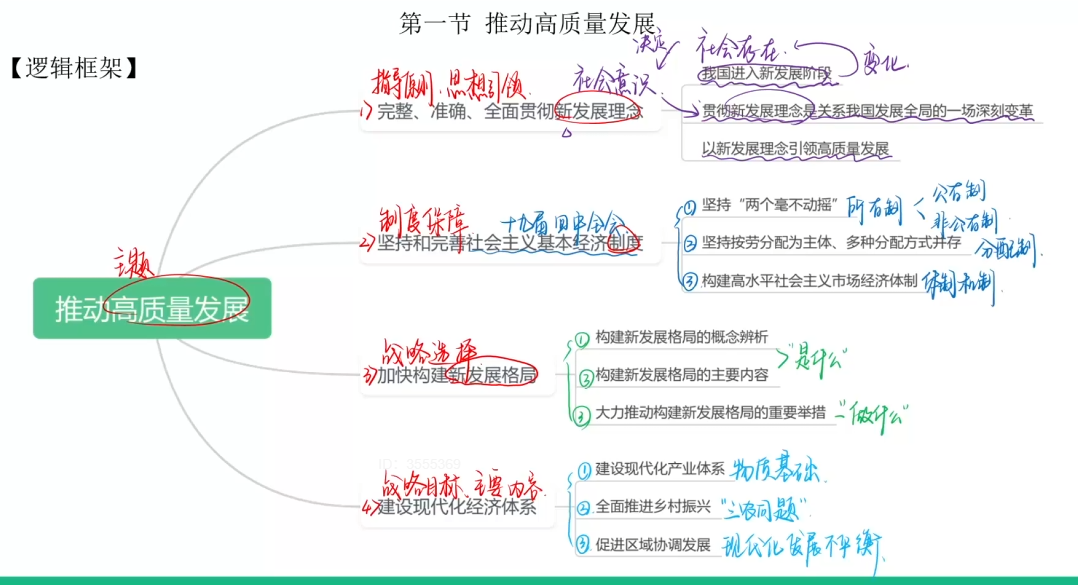 第一节 推动高质量发展
【逻辑框架】
决定
社会存在
变化
指导原则、思想引领
社会意识
1) 完整、准确、全面贯彻新发展理念
我国进入新发展阶段
贯彻新发展理念是关系我国发展全局的一场深刻变革
以新发展理念引领高质量发展
制度保障
十九届四中全会
2) 坚持和完善社会主义基本经济制度
① 坚持“两个毫不动摇” 所有制 < 公有制
非公有制
② 坚持按劳分配为主体、多种分配方式并存 分配制
③ 构建高水平社会主义市场经济体制 体制机制
主题
推动高质量发展
战略选择
3) 加快构建新发展格局
① 构建新发展格局的概念辨析
② 构建新发展格局的主要内容
“是什么”
③ 大力推动构建新发展格局的重要举措 “做什么”
ID: 3555359
战略目标、主要内容
4) 建设现代化经济体系
① 建设现代化产业体系 物质基础
② 全面推进乡村振兴 “三农问题”
③ 促进区域协调发展 现代化发展不平衡